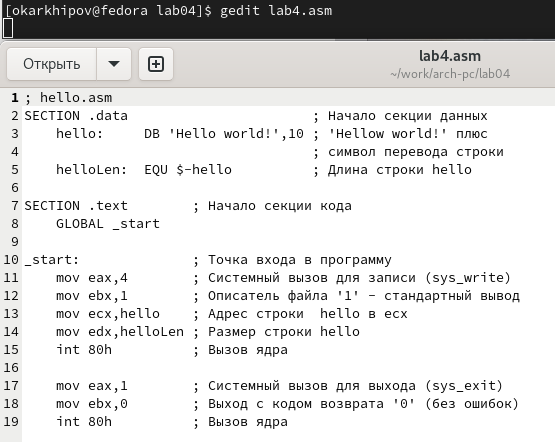 [okarkhipov@fedora lab04]$ gedit lab4.asm
Открыть
lab4.asm
~/work/arch-pc/lab04
1 ; hello.asm
2 SECTION .data                       ; Начало секции данных
3     hello:     DB 'Hello world!',10 ; 'Hellow world!' плюс
4                                     ; символ перевода строки
5     helloLen:  EQU $-hello          ; Длина строки hello
6
7 SECTION .text        ; Начало секции кода
8     GLOBAL _start
9
10 _start:              ; Точка входа в программу
11     mov eax,4        ; Системный вызов для записи (sys_write)
12     mov ebx,1        ; Описатель файла '1' - стандартный вывод
13     mov ecx,hello    ; Адрес строки  hello в ecx
14     mov edx,helloLen ; Размер строки hello
15     int 80h          ; Вызов ядра
16
17     mov eax,1        ; Системный вызов для выхода (sys_exit)
18     mov ebx,0        ; Выход с кодом возврата '0' (без ошибок)
19     int 80h          ; Вызов ядра